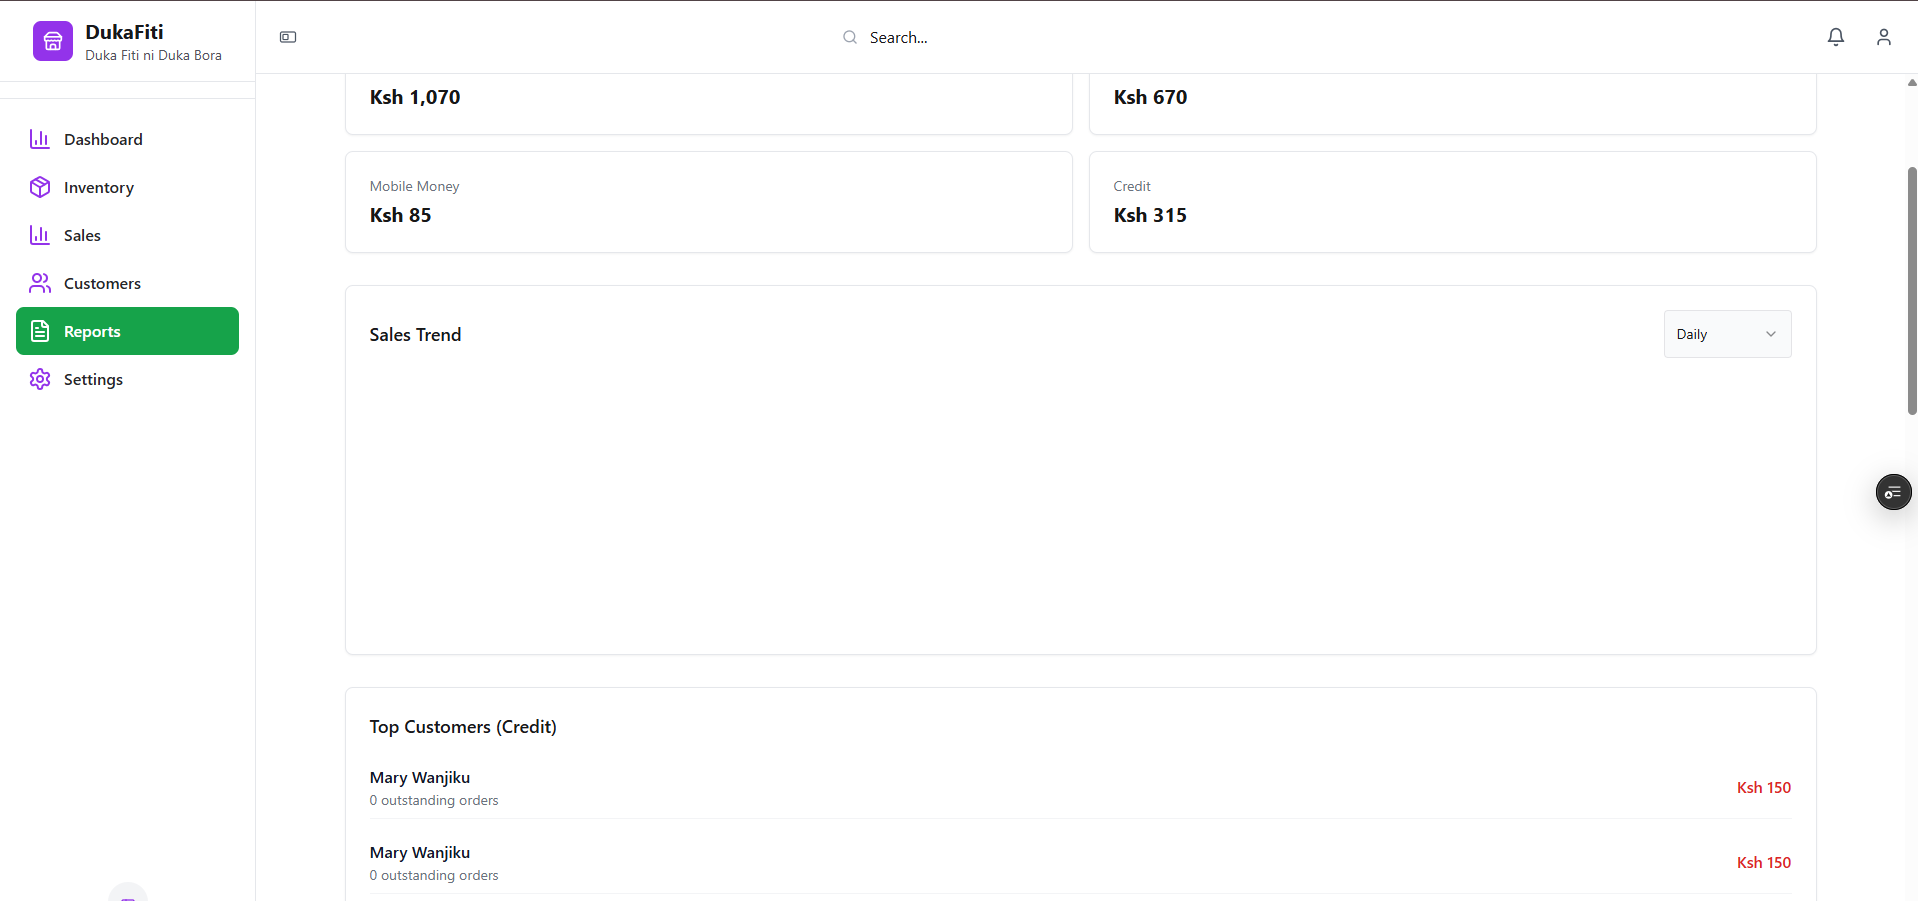 DukaFiti
Duka Fiti ni Duka Bora
Search...
Dashboard
Inventory
Sales
Customers
Reports
Settings
Ksh 1,070
Ksh 670
Mobile Money
Ksh 85
Credit
Ksh 315
Sales Trend
Daily
Top Customers (Credit)
Mary Wanjiku
0 outstanding orders
Ksh 150
Mary Wanjiku
0 outstanding orders
Ksh 150